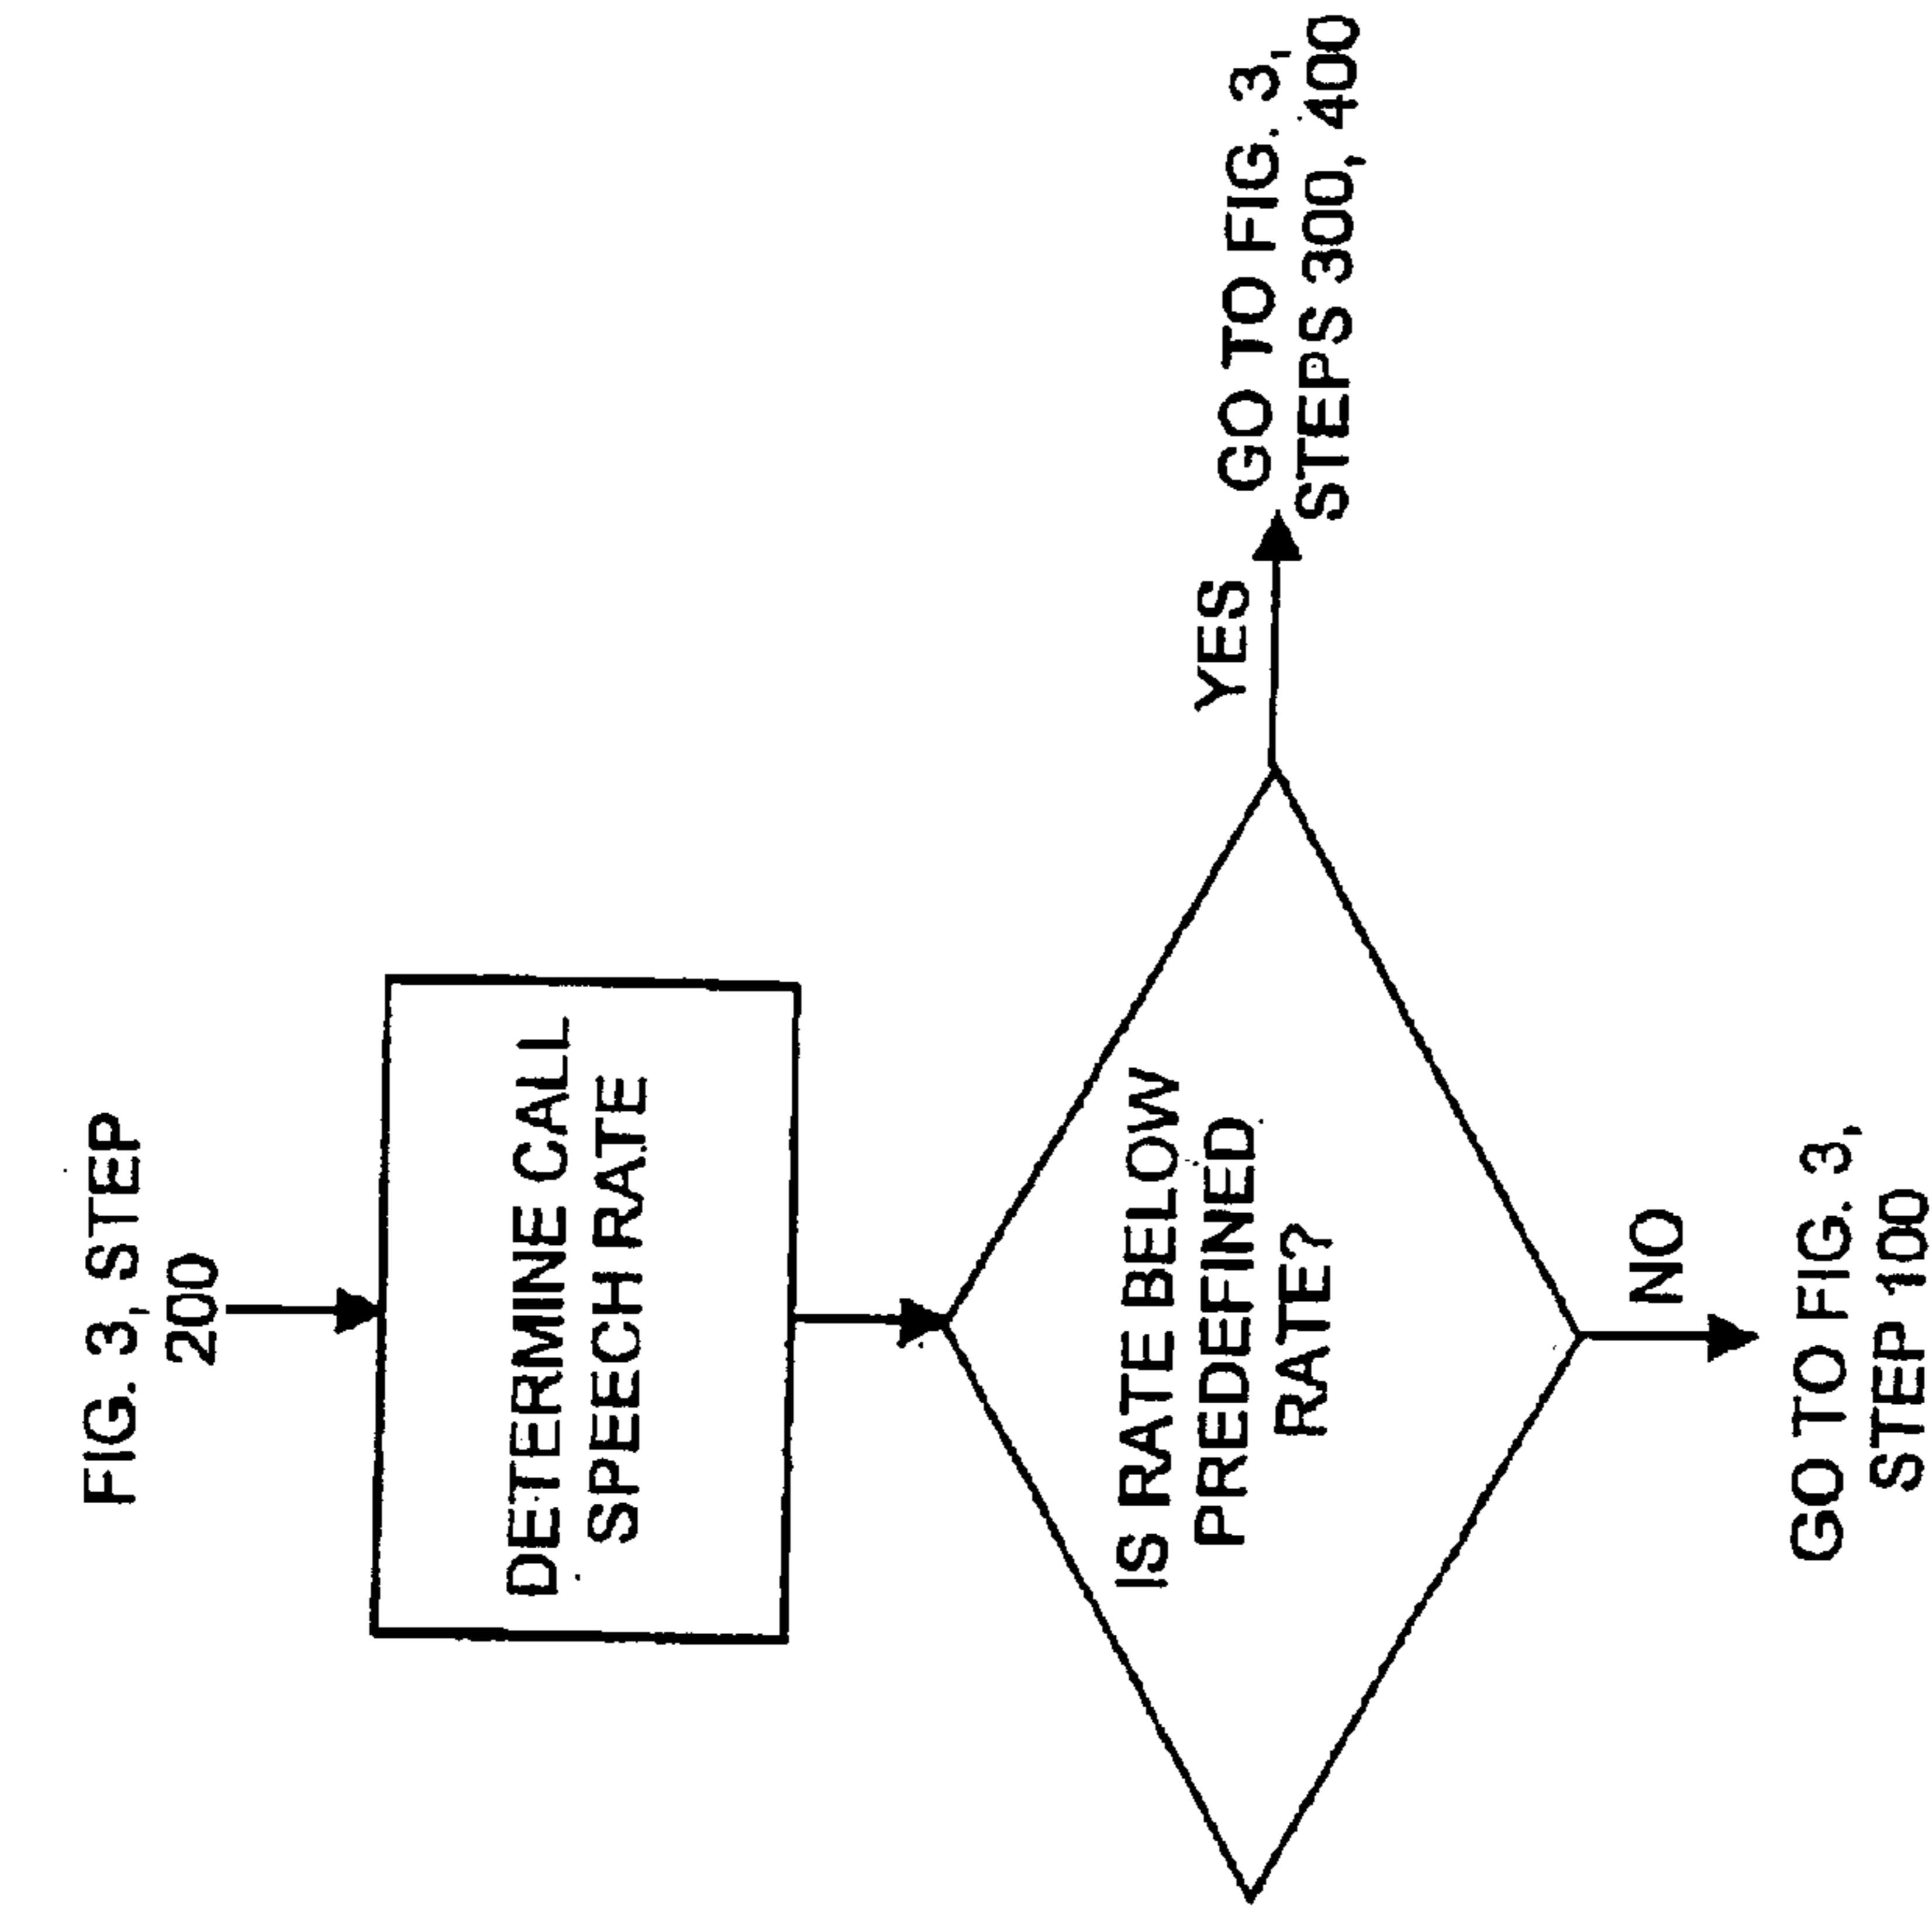 FIG. 3, STEP
200
DETERMINE CALL
SPEECH RATE
IS RATE BELOW
PREDEFINED
RATE?
YES
GO TO FIG. 3,
STEPS 300, 400
NO
GO TO FIG. 3,
STEP 100